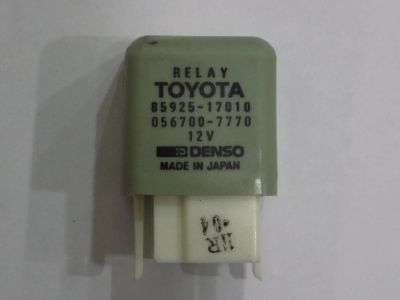 RELAY
TOYOTA
85925-17010
056700-7770
12V
DENSO
MADE IN JAPAN